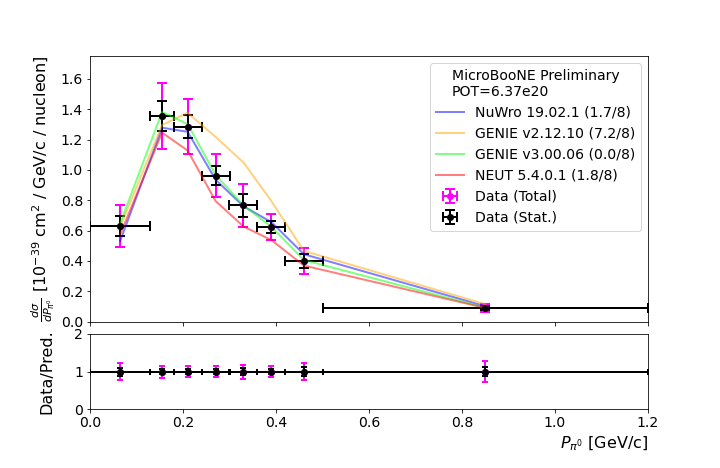 MicroBooNE Preliminary
POT=6.37e20
NuWro 19.02.1 (1.7/8)
GENIE v2.12.10 (7.2/8)
GENIE v3.00.06 (0.0/8)
NEUT 5.4.0.1 (1.8/8)
Data (Total)
Data (Stat.)
dσ/dP_{π⁰} [10⁻³⁹ cm² / GeV/c / nucleon]
1.6
1.4
1.2
1.0
0.8
0.6
0.4
0.2
0.0
Data/Pred.
2
1
0
0.0 0.2 0.4 0.6 0.8 1.0 1.2
P_{π⁰} [GeV/c]